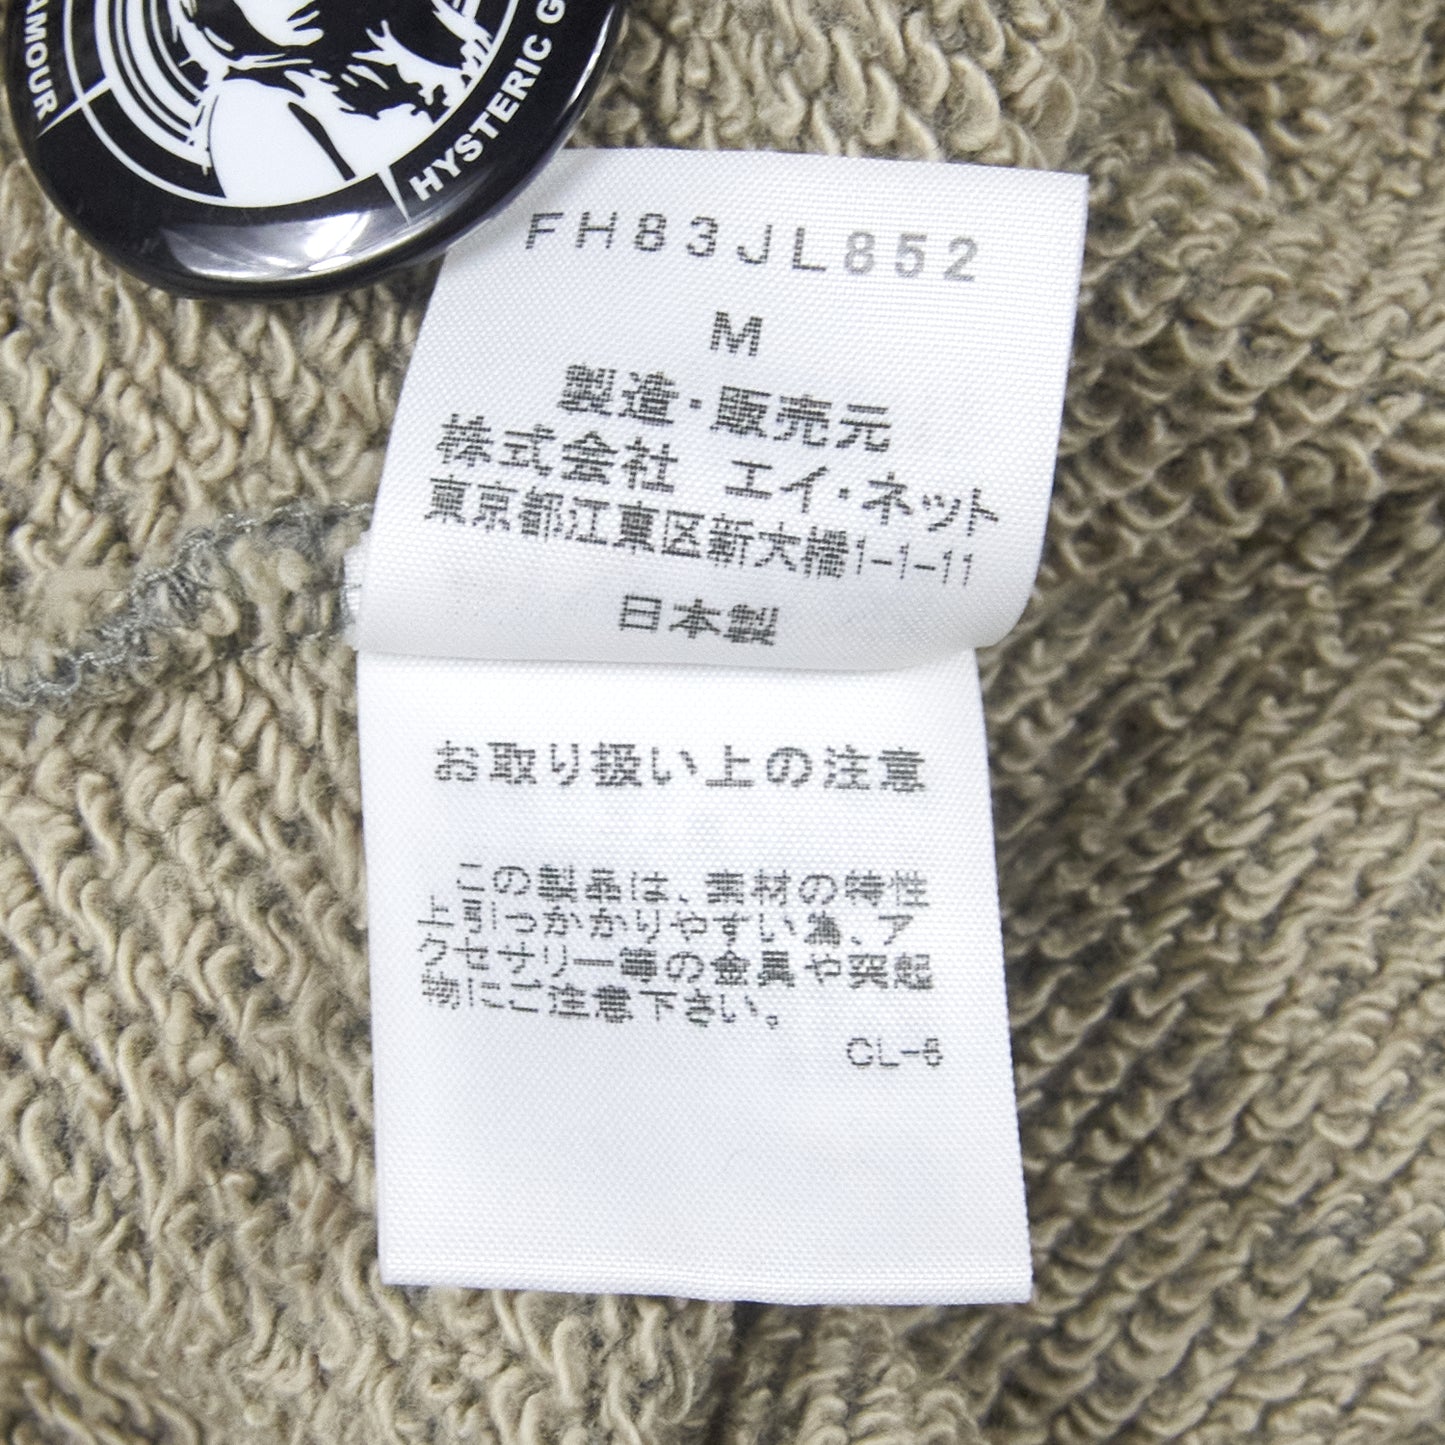 AMOUR
HYSTERIC G
FH83JL852
M
製造・販売元
株式会社 エイ・ネット
東京都江東区新大橋1-1-11
日本製
お取り扱い上の注意
この製品は、素材の特性
上引っかかりやすい為、ア
クセサリー等の金具や突起
物にご注意下さい。
CL-6